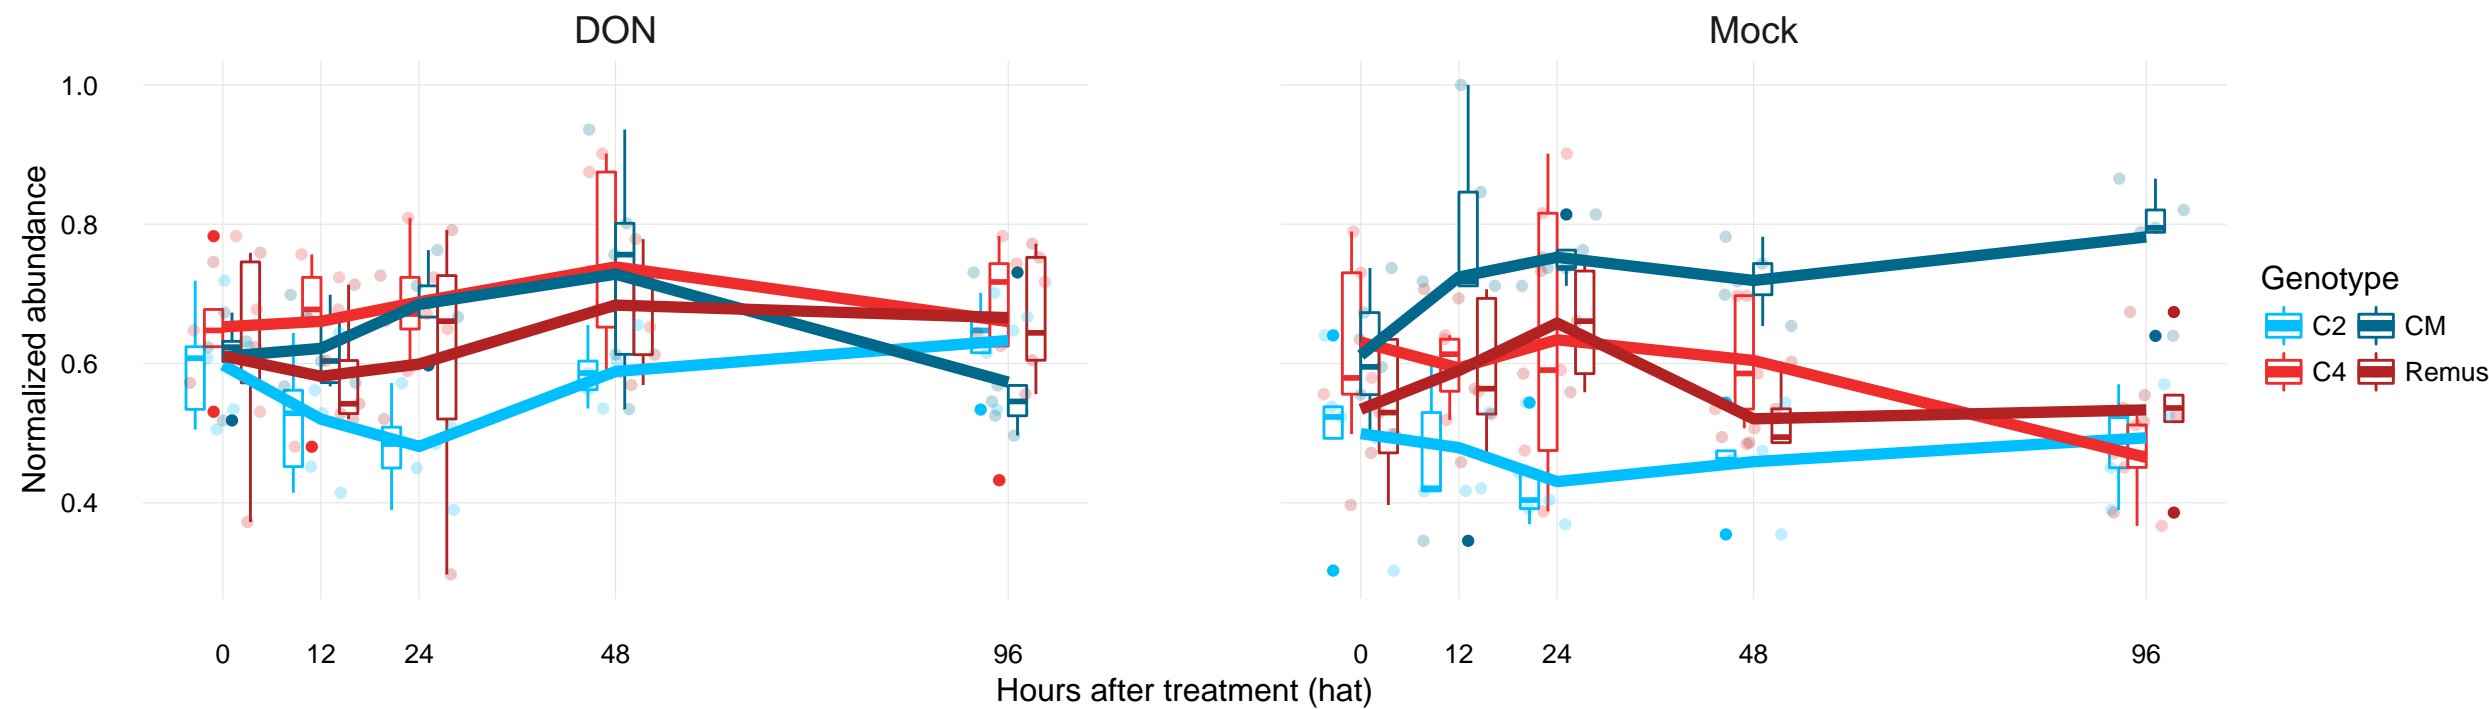 DON
Mock
Normalized abundance
1.0
0.8
0.6
0.4
0 12 24 48 96
0 12 24 48 96
Hours after treatment (hat)
Genotype
C2 CM
C4 Remus